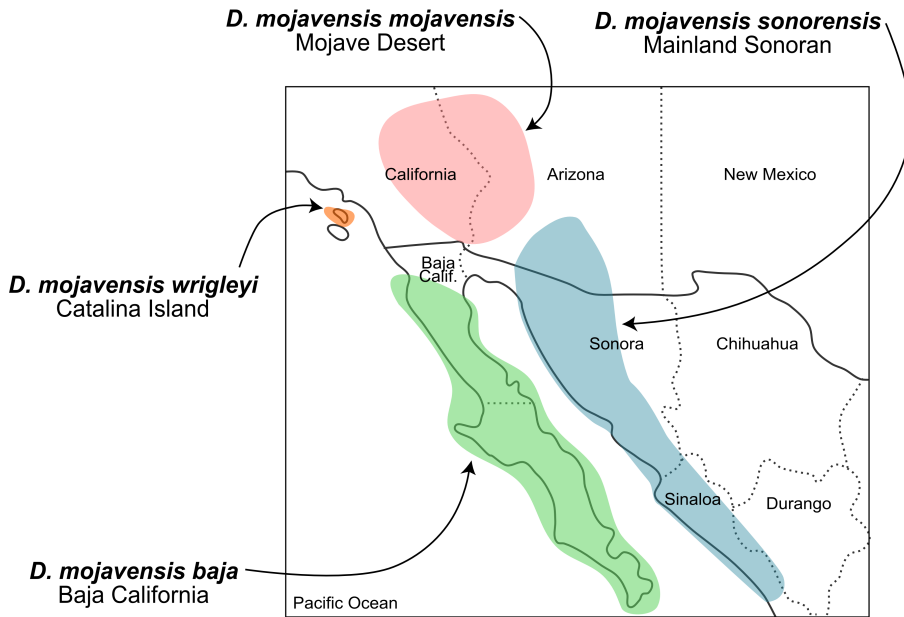 D. mojavensis mojavensis
Mojave Desert
D. mojavensis sonorensis
Mainland Sonoran
California
Arizona
New Mexico
D. mojavensis wrigleyi
Catalina Island
Baja
Calif.
Sonora
Chihuahua
Sinaloa
Durango
D. mojavensis baja
Baja California
Pacific Ocean